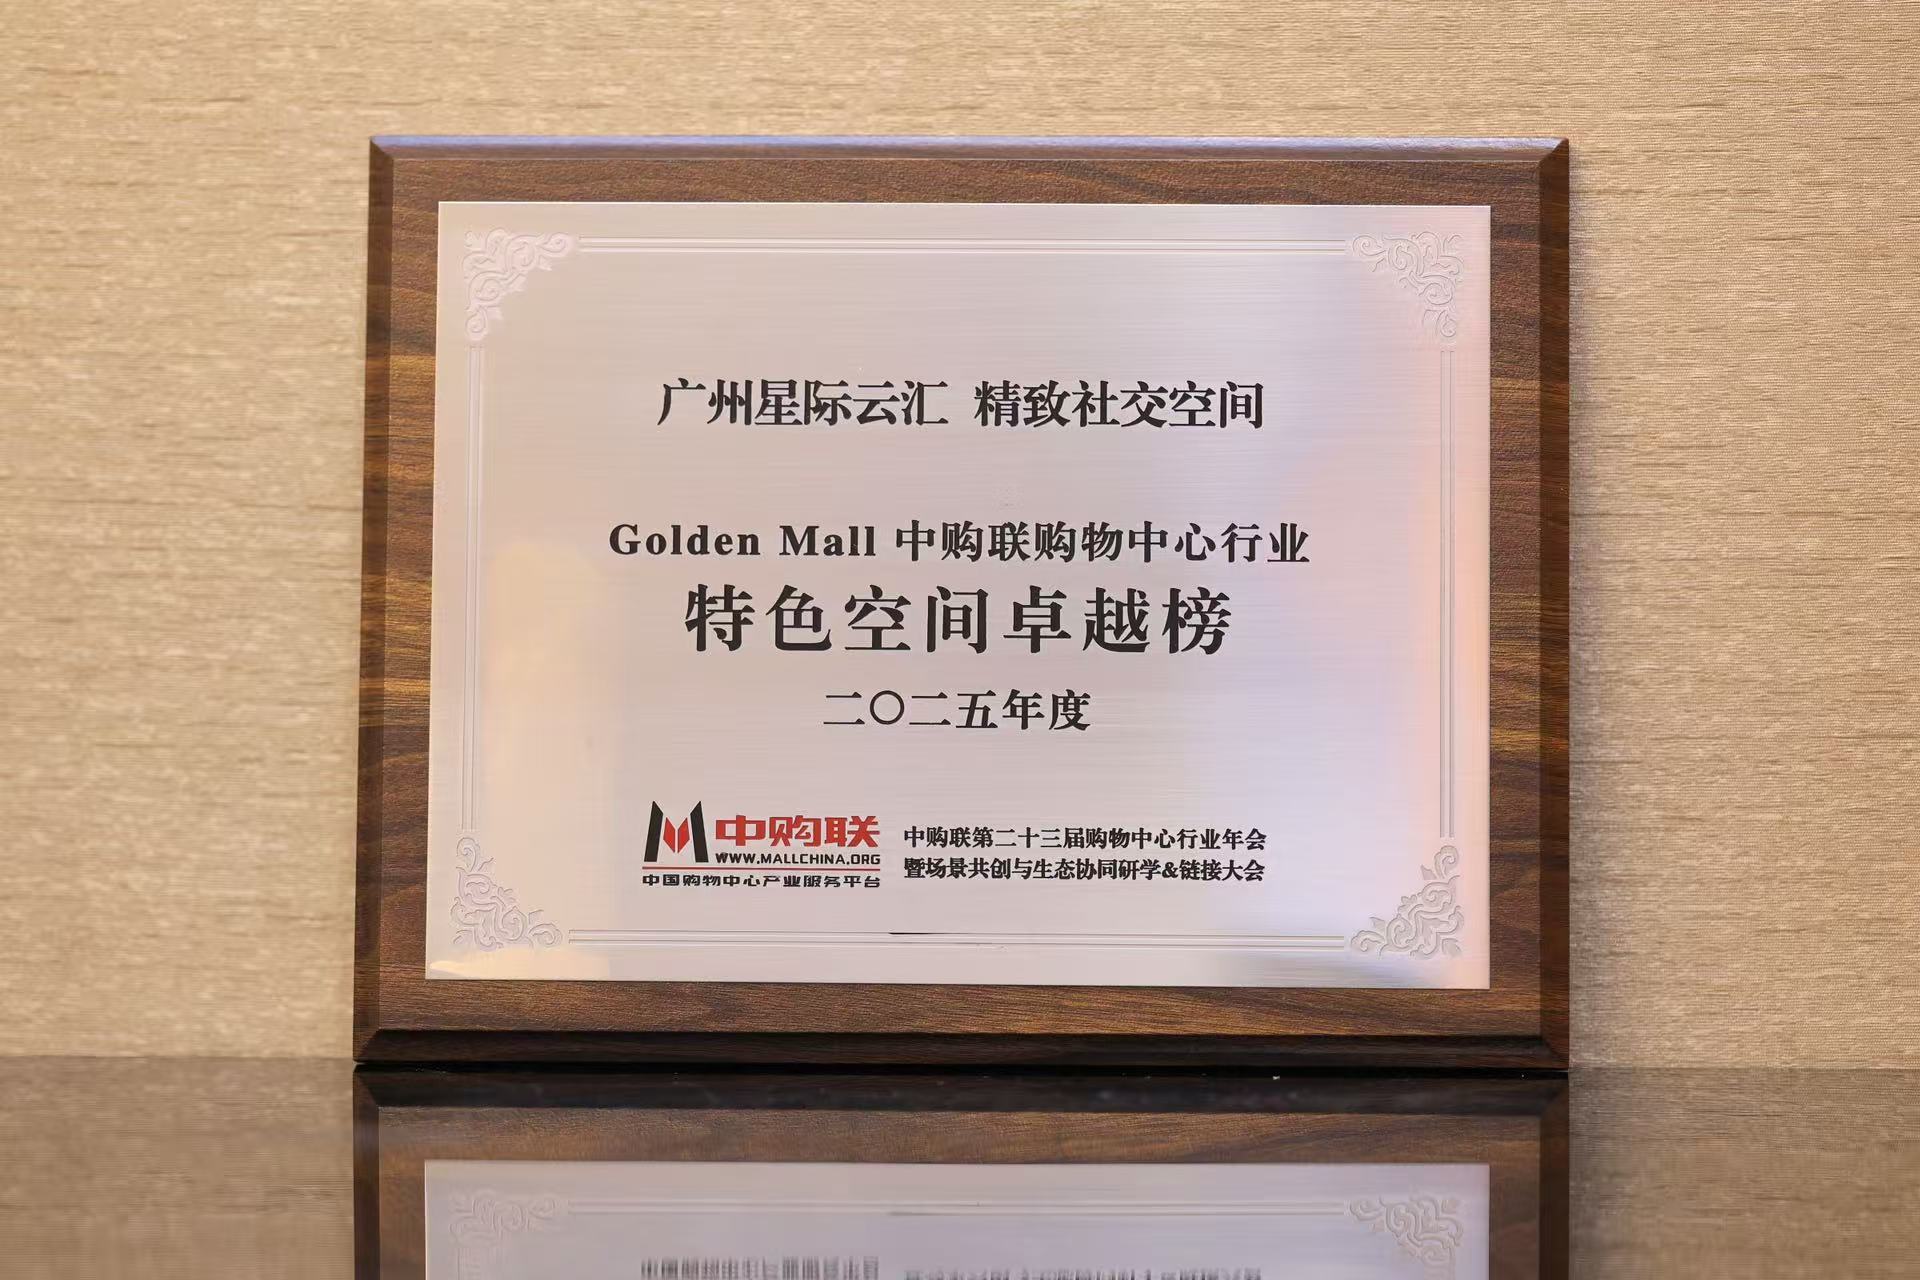 广州星际云汇 精致社交空间
Golden Mall 中购联购物中心行业
特色空间卓越榜
二〇二五年度
中购联
WWW.MALLCHINA.ORG
中国购物中心产业服务平台
中购联第二十三届购物中心行业年会
暨场景共创与生态协同研学&链接大会